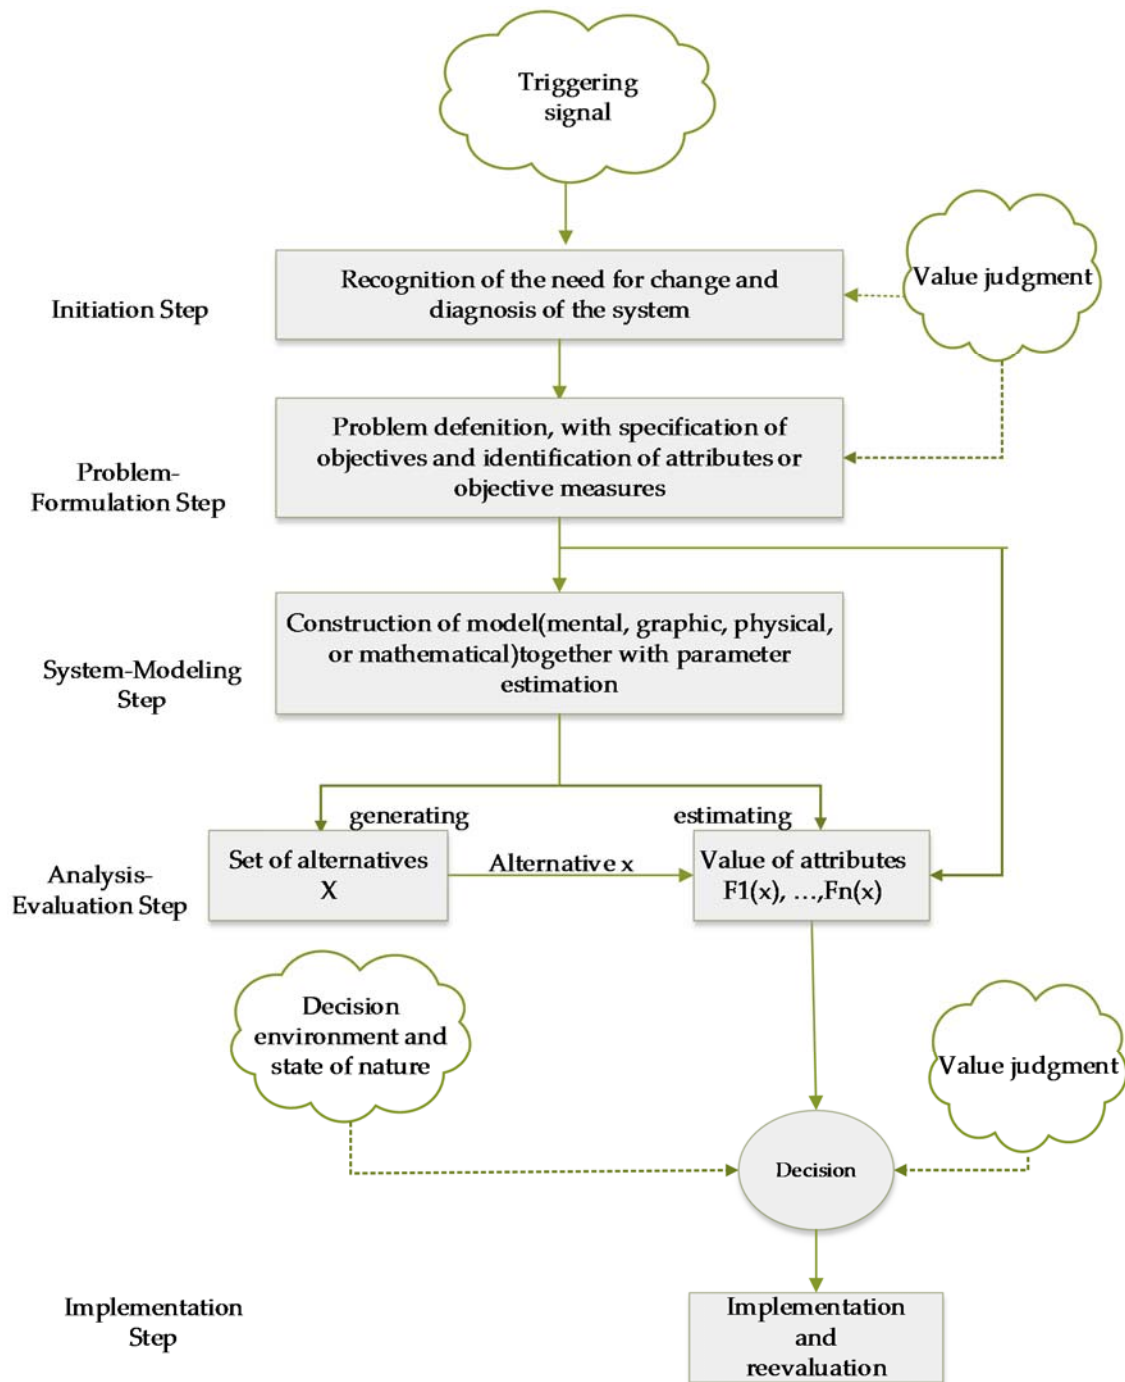 Triggering
signal
Value judgment
Initiation Step
Recognition of the need for change and
diagnosis of the system
Problem-
Formulation Step
Problem defenition, with specification of
objectives and identification of attributes or
objective measures
System-Modeling
Step
Construction of model(mental, graphic, physical,
or mathematical)together with parameter
estimation
generating
estimating
Analysis-
Evaluation Step
Set of alternatives
X
Alternative x
Value of attributes
F1(x), ...,Fn(x)
Decision
environment and
state of nature
Value judgment
Decision
Implementation
Step
Implementation
and
reevaluation